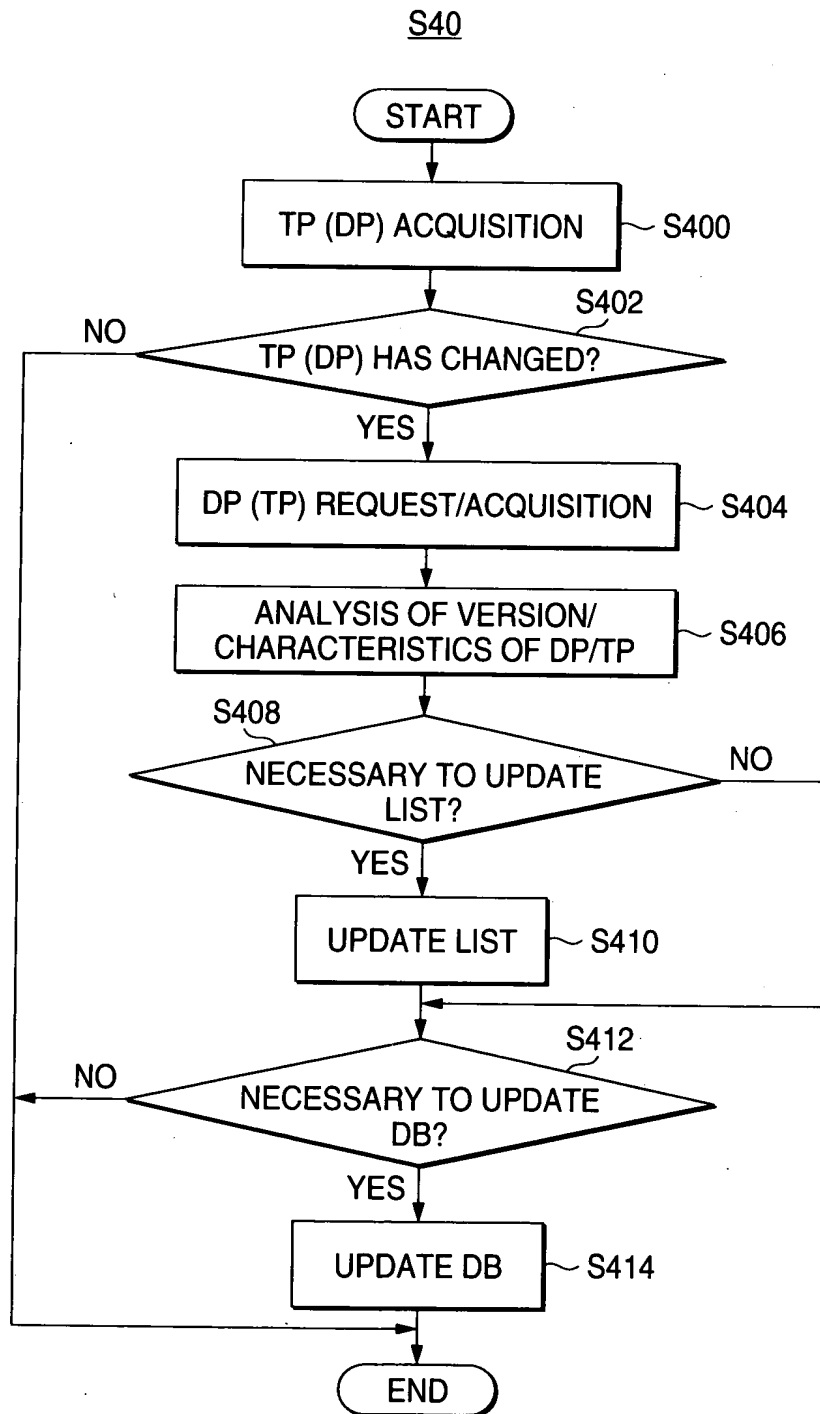 S40
START
TP (DP) ACQUISITION
S400
S402
NO
TP (DP) HAS CHANGED?
YES
DP (TP) REQUEST/ACQUISITION
S404
ANALYSIS OF VERSION/
CHARACTERISTICS OF DP/TP
S406
S408
NO
NECESSARY TO UPDATE
LIST?
YES
UPDATE LIST
S410
S412
NO
NECESSARY TO UPDATE
DB?
YES
UPDATE DB
S414
END